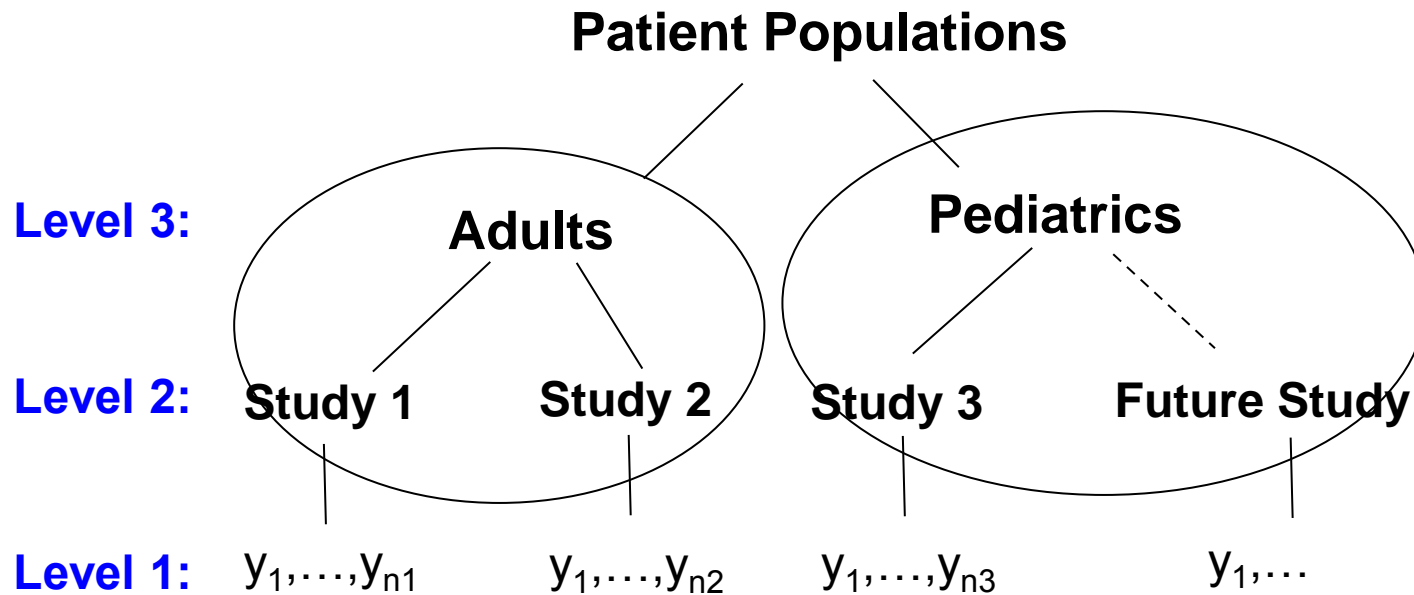 Patient Populations
Level 3: Adults Pediatrics
Level 2: Study 1 Study 2 Study 3 Future Study
Level 1: y₁,…,yₙ₁ y₁,…,yₙ₂ y₁,…,yₙ₃ y₁,…